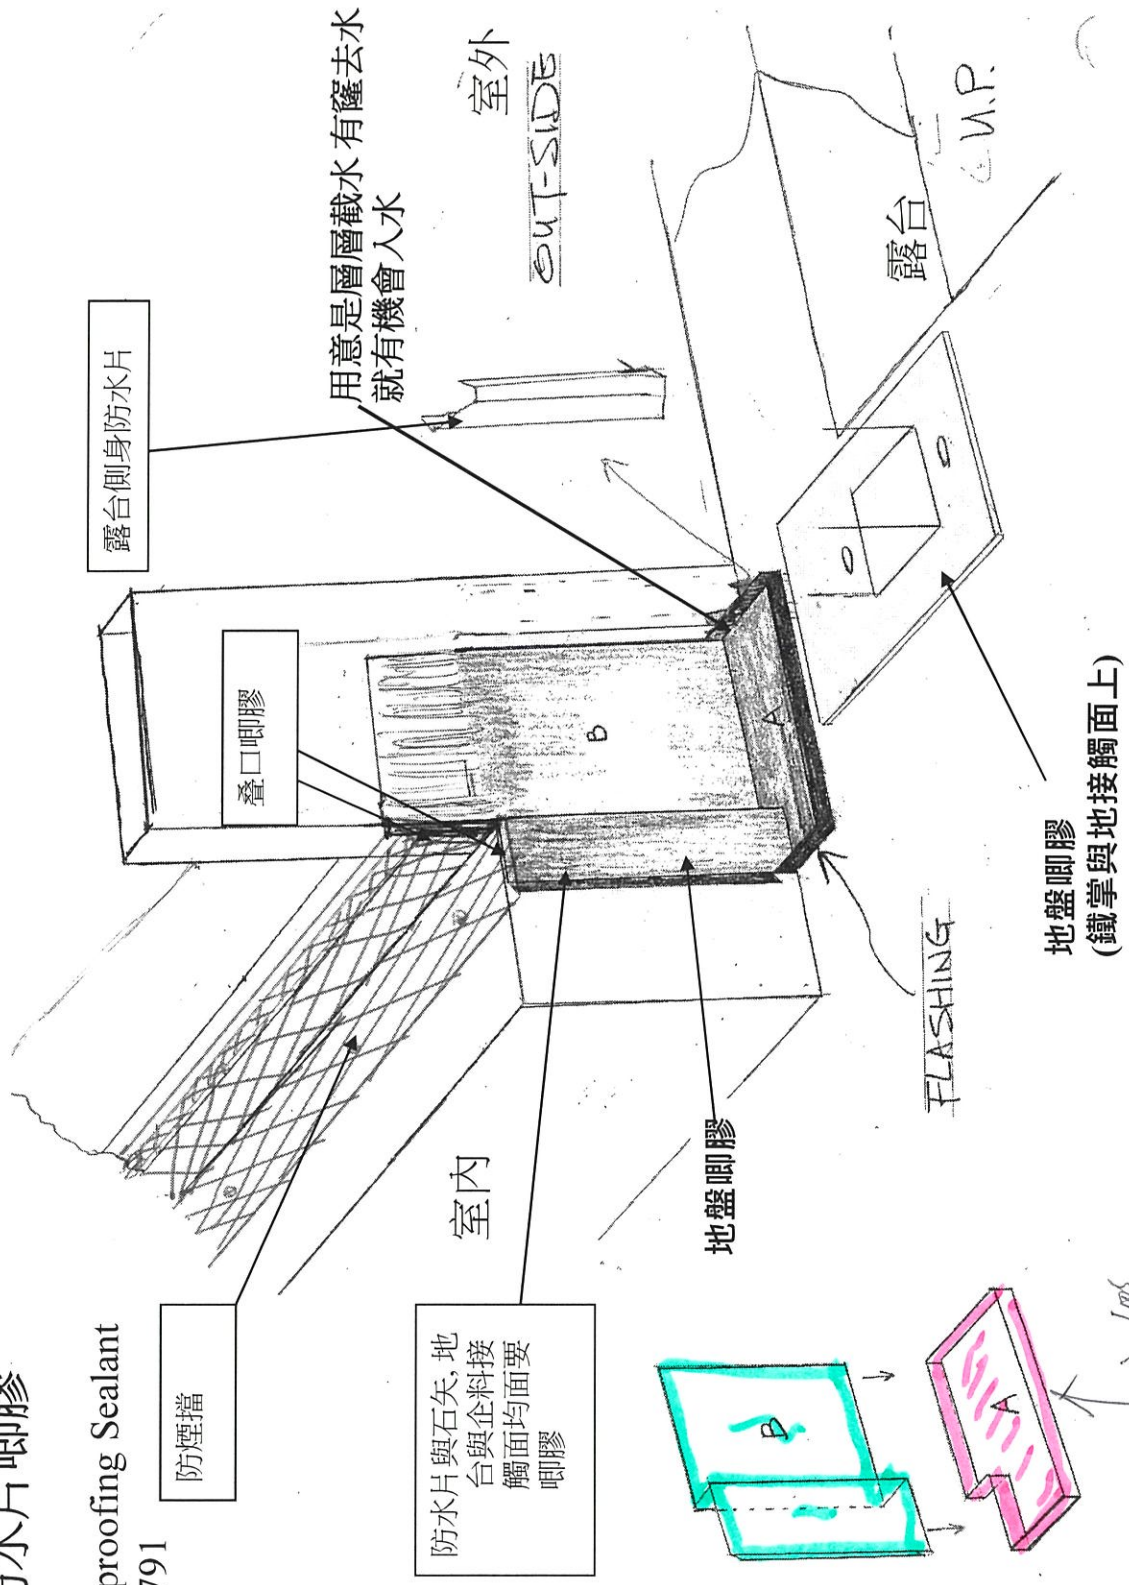 防水片唧膠
proofing Sealant
791
防煙擋
防水片與石矢, 地
台與企料接
觸面均面要
唧膠
疊口唧膠
露台側身防水片
用意是層層截水 有窿去水
就有機會入水
室外
OUT-SIDE
室內
地盤唧膠
FLASHING
地盤唧膠
(鐵掌與地接觸面上)
露台
U.P.
B
A
B
A